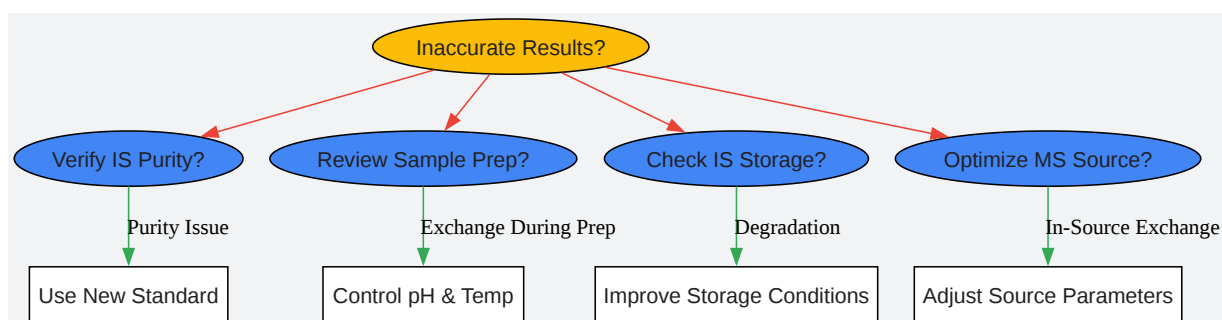 Inaccurate Results?
Verify IS Purity?
Review Sample Prep?
Check IS Storage?
Optimize MS Source?
Purity Issue
Exchange During Prep
Degradation
In-Source Exchange
Use New Standard
Control pH & Temp
Improve Storage Conditions
Adjust Source Parameters